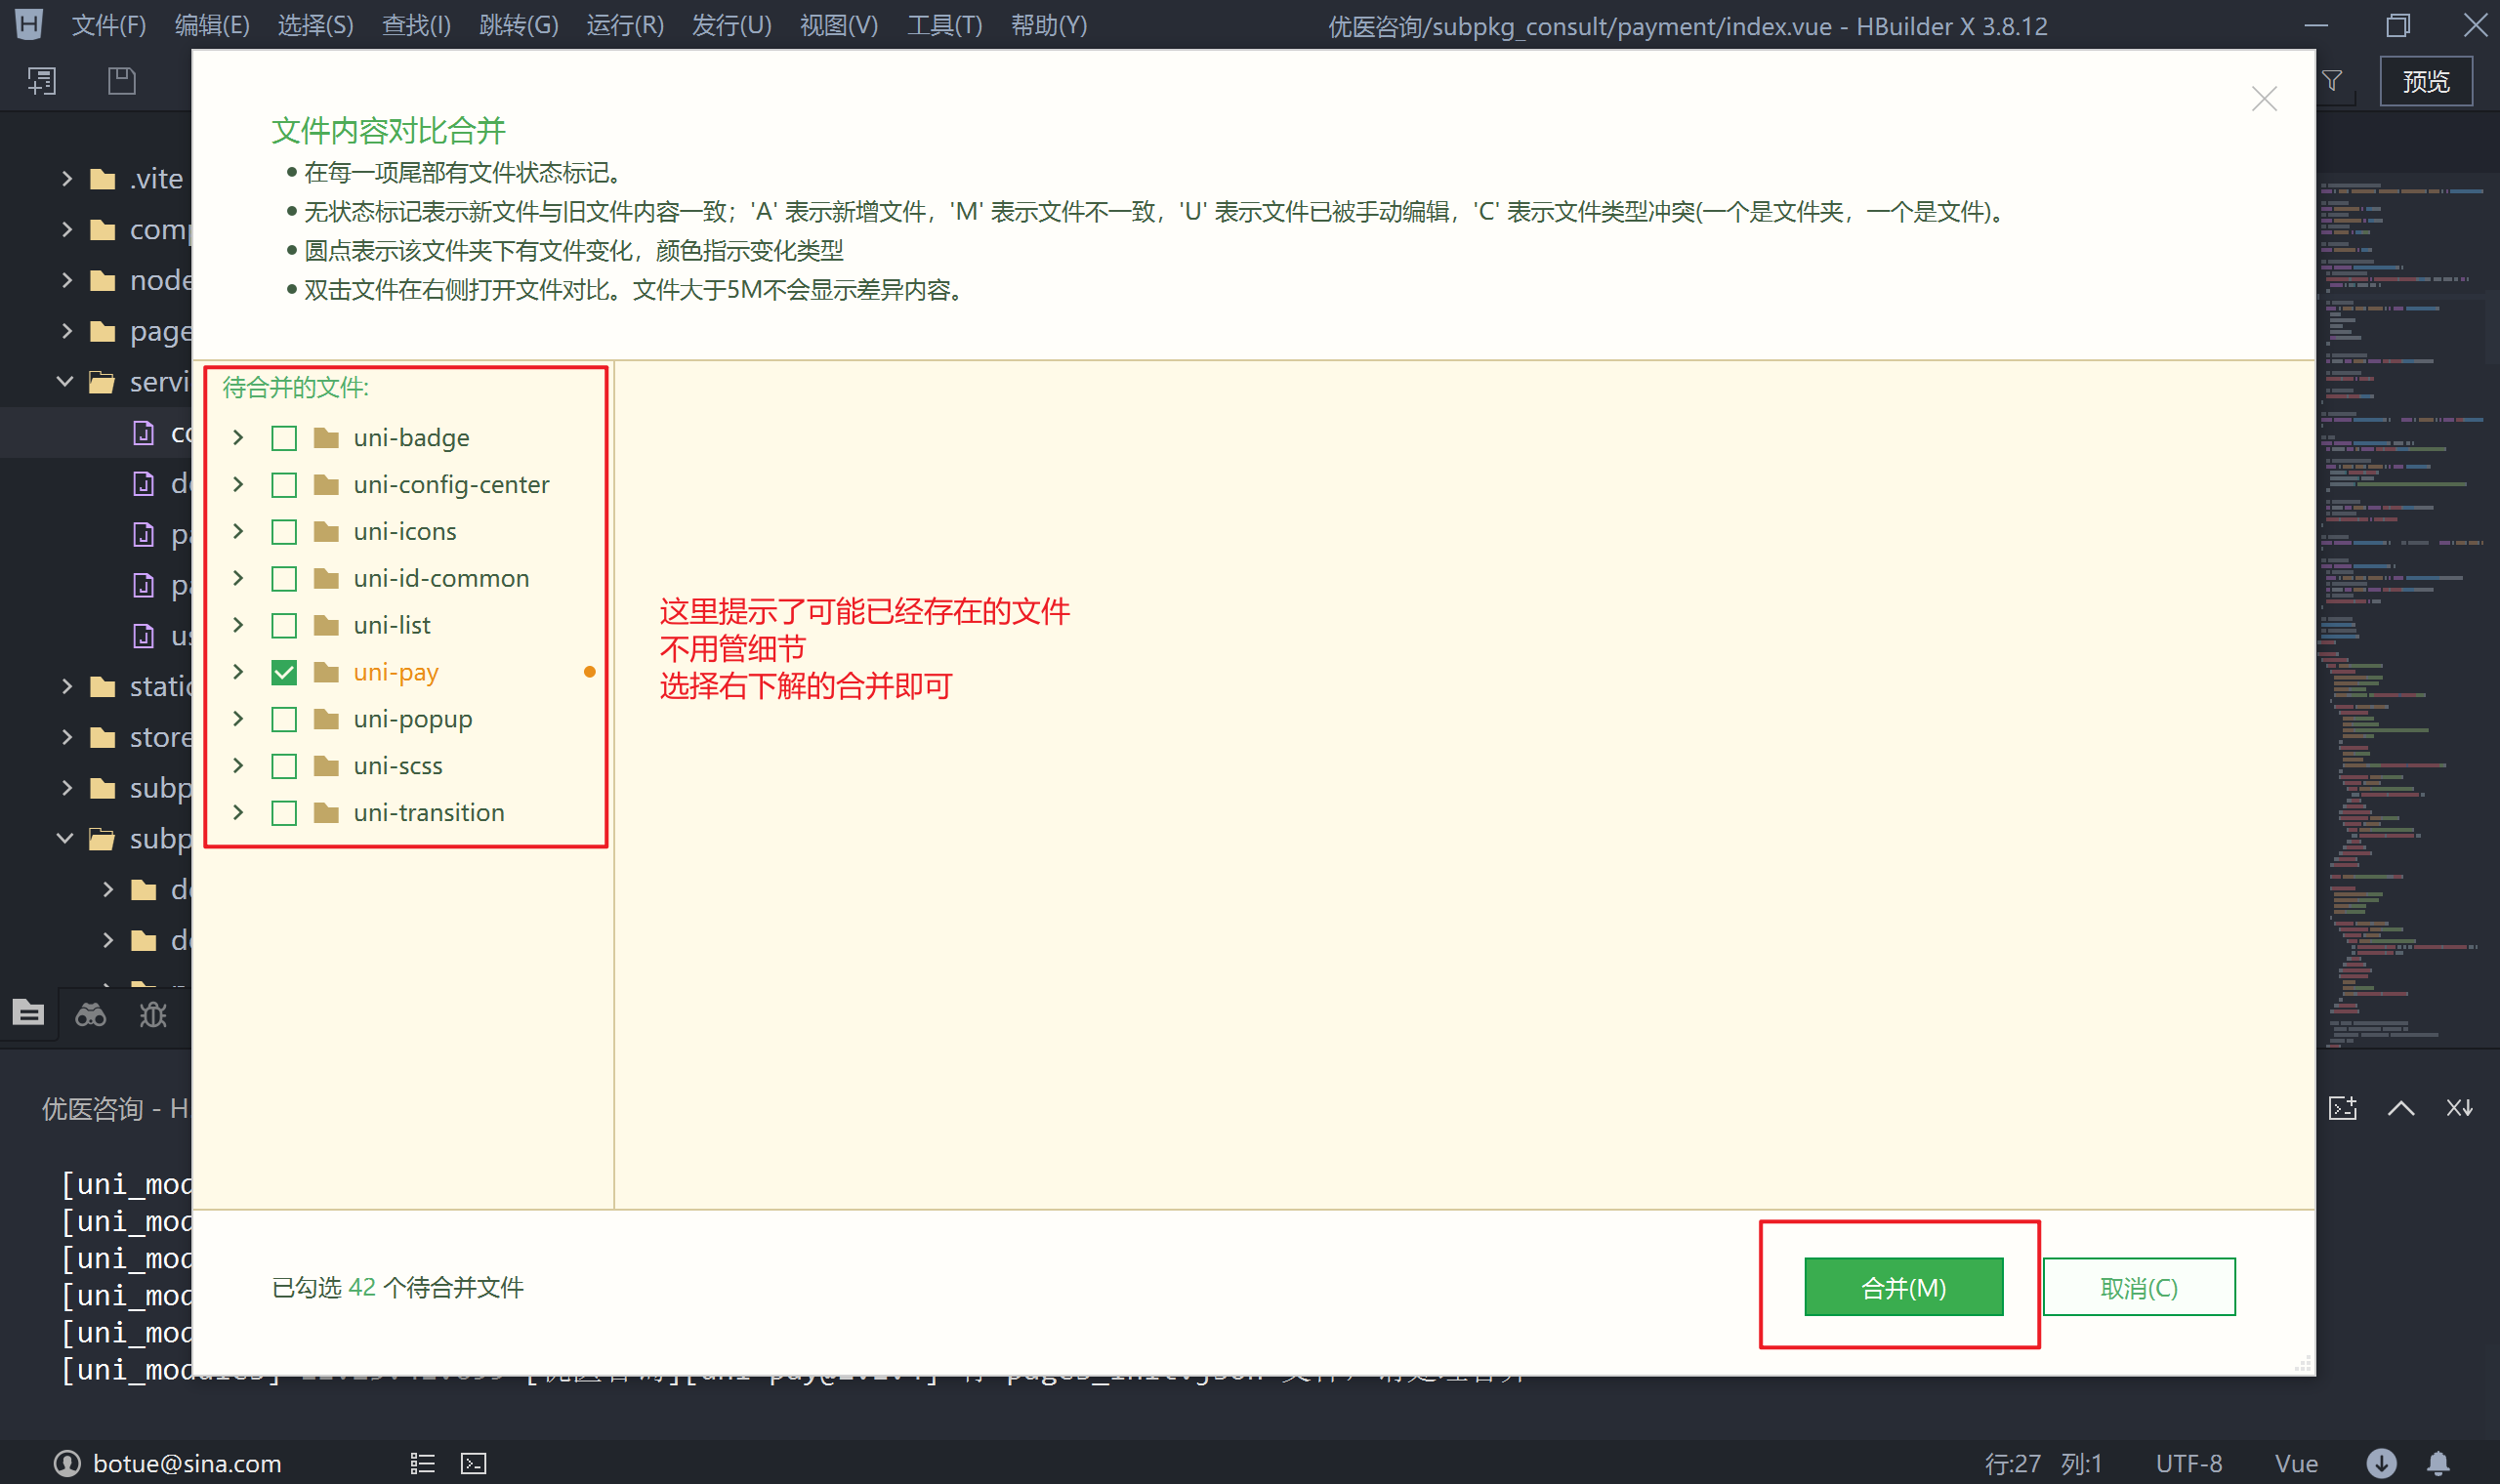 文件(F) 编辑(E) 选择(S) 查找(I) 跳转(G) 运行(R) 发行(U) 视图(V) 工具(T) 帮助(Y) 优医咨询/subpkg_consult/payment/index.vue - HBuilder X 3.8.12
预览
文件内容对比合并
在每一项尾部有文件状态标记。
无状态标记表示新文件与旧文件内容一致；'A' 表示新增文件，'M' 表示文件不一致，'U' 表示文件已被手动编辑，'C' 表示文件类型冲突(一个是文件夹，一个是文件)。
圆点表示该文件夹下有文件变化，颜色指示变化类型
双击文件在右侧打开文件对比。文件大于5M不会显示差异内容。
.vite
node
page
servi
static
store
subp
subp
待合并的文件:
uni-badge
uni-config-center
uni-icons
uni-id-common
uni-list
uni-pay
uni-popup
uni-scss
uni-transition
这里提示了可能已经存在的文件
不用管细节
选择右下解的合并即可
已勾选 42 个待合并文件
合并(M) 取消(C)
优医咨询 - H
[uni_mod
[uni_mod
[uni_mod
[uni_mod
[uni_mod
botue@sina.com
行:27 列:1 UTF-8 Vue